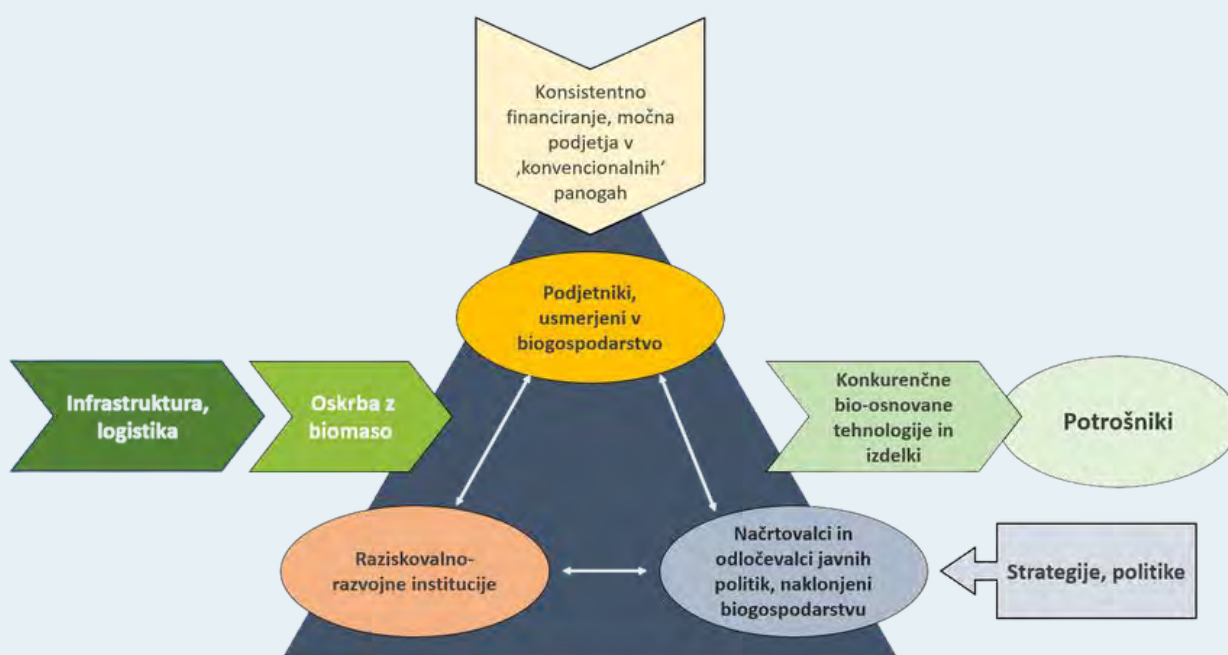 Konsistentno
financiranje, močna
podjetja v
‚konvencionalnih‘
panogah
Podjetniki,
usmerjeni v
biogospodarstvo
Infrastruktura,
logistika
Oskrba z
biomaso
Konkurenčne
bio-osnovane
tehnologije in
izdelki
Potrošniki
Raziskovalno-
razvojne institucije
Načrtovalci in
odločevalci javnih
politik, naklonjeni
biogospodarstvu
Strategije, politike